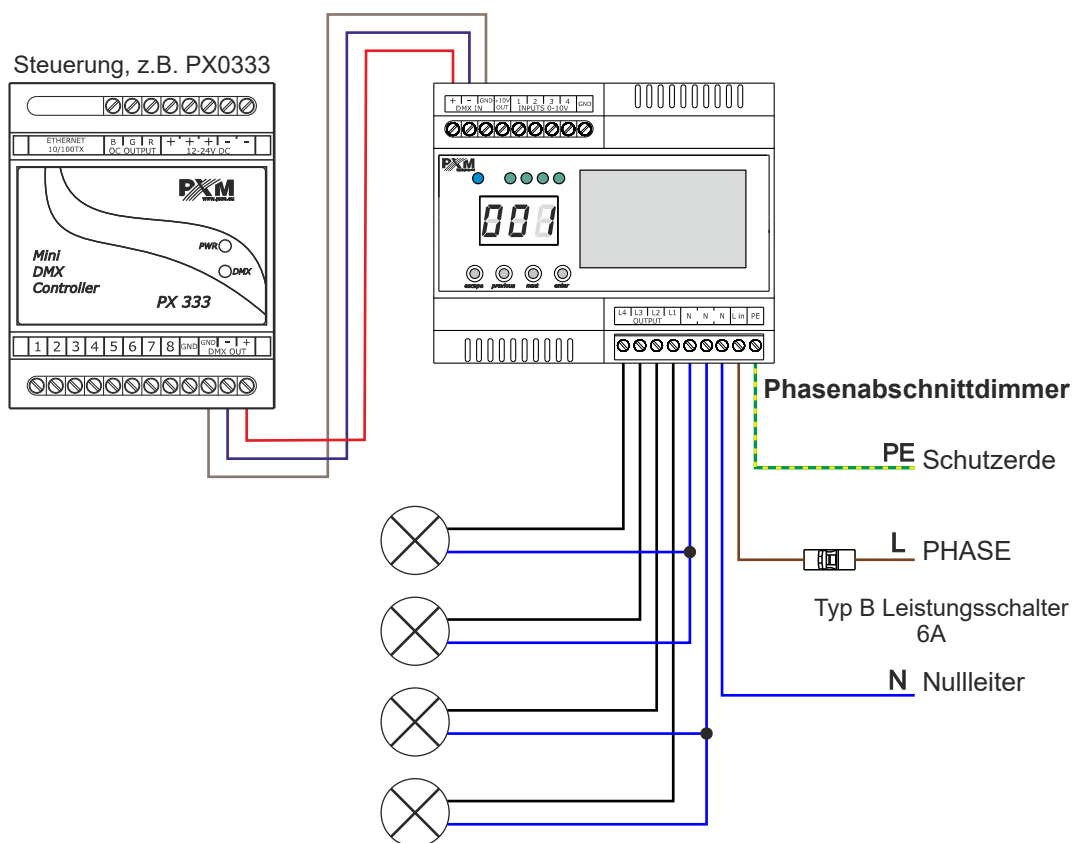 Steuerung, z.B. PX0333
ETHERNET
10/100TX
B G R
OC OUTPUT
+ + + - -
12-24V DC
PXM
www.pxm.eu
PWR
DMX
Mini
DMX
Controller
PX 333
1 2 3 4 5 6 7 8 GND GND - +
DMX OUT
+ - GND
DMX IN
+10V
OUT
1 2 3 4
INPUTS 0-10V
GND
PXM
001
escape previous next enter
L4 L3 L2 L1
OUTPUT
N N N L in PE
Phasenabschnittdimmer
PE Schutzerde
L PHASE
Typ B Leistungsschalter
6A
N Nullleiter